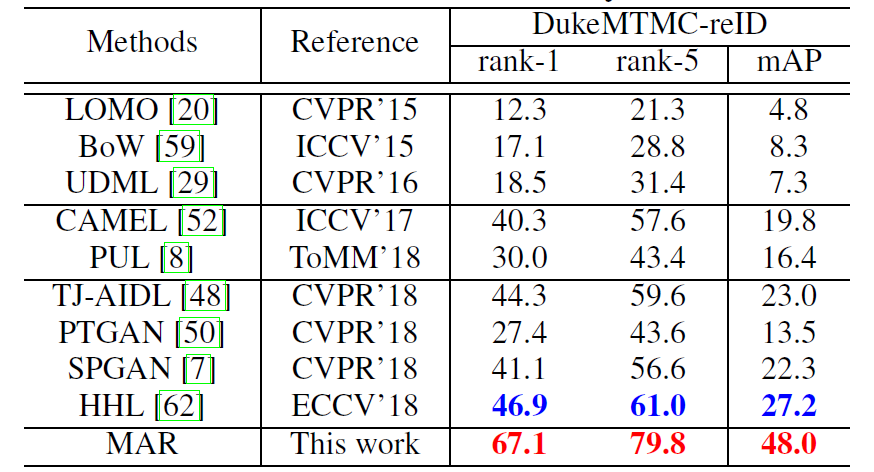 DukeMTMC-reID
Methods Reference rank-1 rank-5 mAP
LOMO [20] CVPR’15 12.3 21.3 4.8
BoW [59] ICCV’15 17.1 28.8 8.3
UDML [29] CVPR’16 18.5 31.4 7.3
CAMEL [52] ICCV’17 40.3 57.6 19.8
PUL [8] ToMM’18 30.0 43.4 16.4
TJ-AIDL [48] CVPR’18 44.3 59.6 23.0
PTGAN [50] CVPR’18 27.4 43.6 13.5
SPGAN [7] CVPR’18 41.1 56.6 22.3
HHL [62] ECCV’18 46.9 61.0 27.2
MAR This work 67.1 79.8 48.0